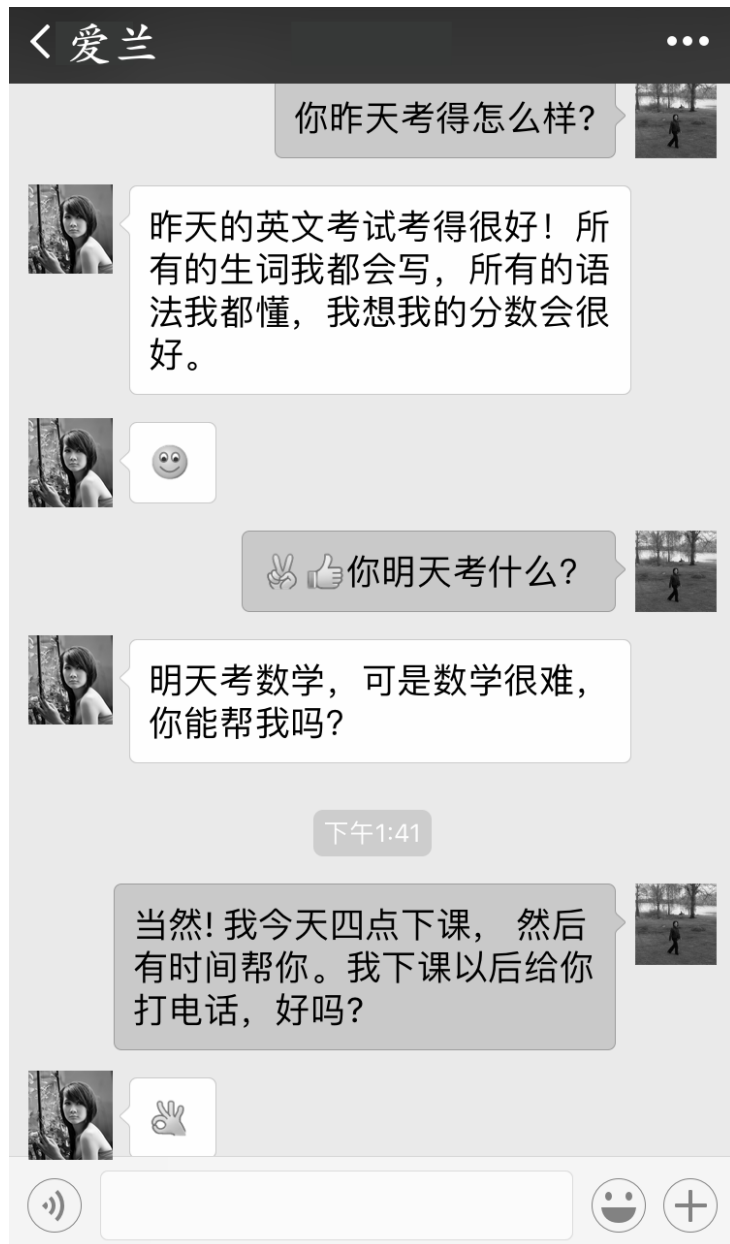 爱兰
你昨天考得怎么样?
昨天的英文考试考得很好！所
有的生词我都会写，所有的语
法我都懂，我想我的分数会很
好。
你明天考什么?
明天考数学，可是数学很难，
你能帮我吗?
下午1:41
当然! 我今天四点下课， 然后
有时间帮你。我下课以后给你
打电话，好吗?